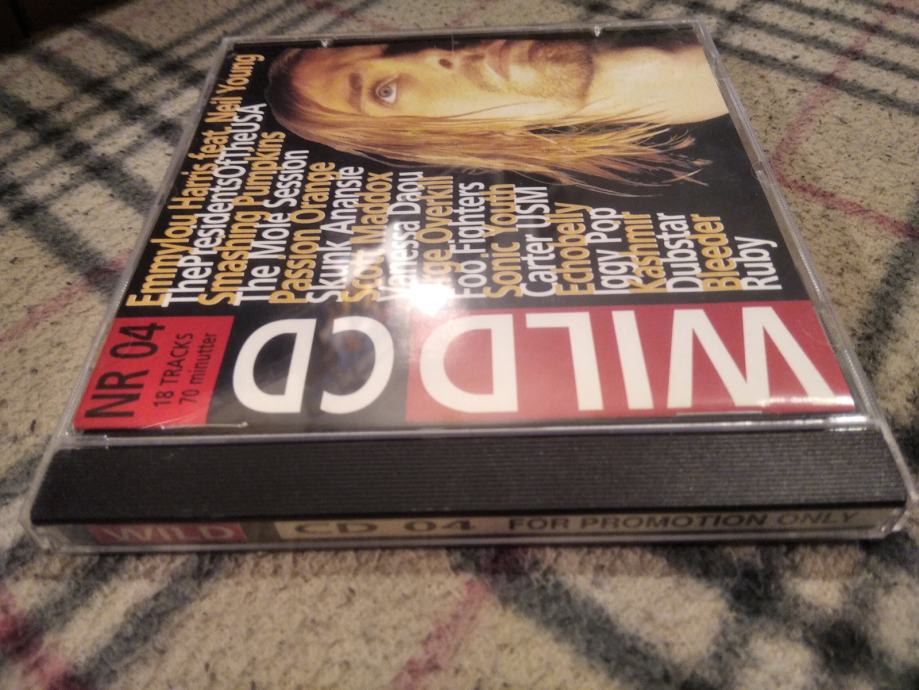 NR 04
18 TRACKS
70 minutter
WILD CD
Emmylou Harris feat. Neil Young
ThePresidentsOfTheUSA
Smashing Pumpkins
The Mole Session
Passion Orange
Skunk Anansie
Scott Maddox
Vanessa Daou
Urge Overkill
Foo Fighters
Sonic Youth
Carter USM
Echobelly
Iggy Pop
Kashmir
Dubstar
Bleeder
Ruby
WILD CD 04 FOR PROMOTION ONLY